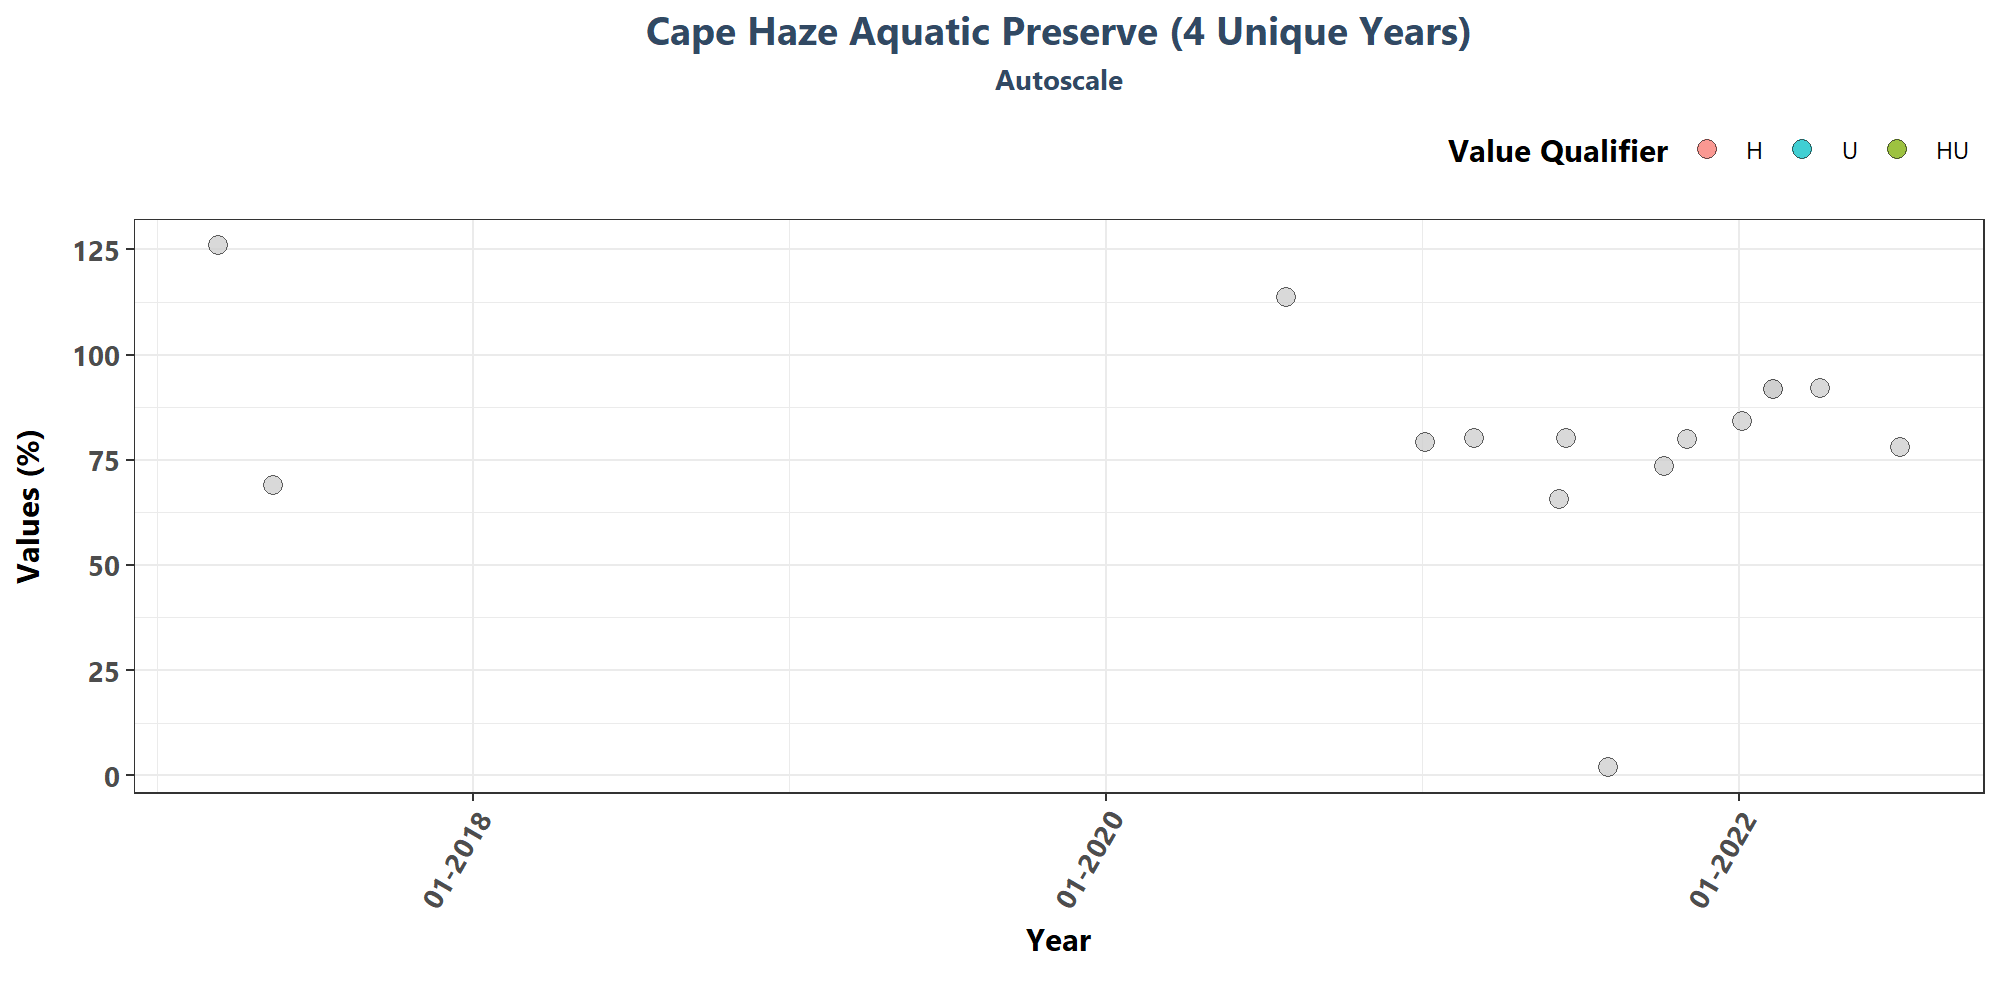 Cape Haze Aquatic Preserve (4 Unique Years)
Autoscale
Value Qualifier H U HU
125
100
75
50
25
0
Values (%)
01-2018
01-2020
01-2022
Year